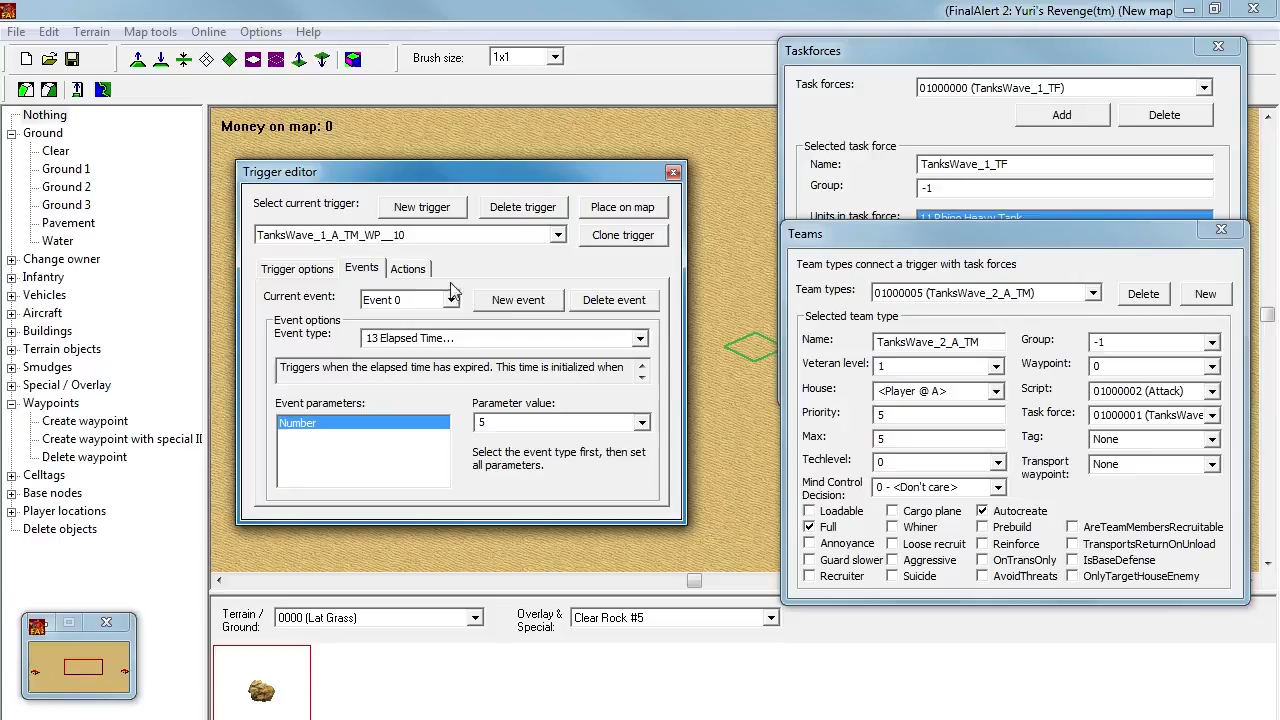 (FinalAlert 2: Yuri's Revenge(tm) (New map
File Edit Terrain Map tools Online Options Help
Brush size: 1x1
Nothing
Ground
Clear
Ground 1
Ground 2
Ground 3
Pavement
Water
Change owner
Infantry
Vehicles
Aircraft
Buildings
Terrain objects
Smudges
Special / Overlay
Waypoints
Create waypoint
Create waypoint with special II
Delete waypoint
Celltags
Base nodes
Player locations
Delete objects
Money on map: 0
Trigger editor
Select current trigger: New trigger Delete trigger Place on map
TanksWave_1_A_TM_WP__10 Clone trigger
Trigger options Events Actions
Current event: Event 0 New event Delete event
Event options
Event type: 13 Elapsed Time...
Triggers when the elapsed time has expired. This time is initialized when
Event parameters: Parameter value:
Number 5
Select the event type first, then set
all parameters.
Taskforces
Task forces: 01000000 (TanksWave_1_TF)
Add Delete
Selected task force
Name: TanksWave_1_TF
Group: -1
Units in task force: 11 Rhino Heavy Tank
Teams
Team types connect a trigger with task forces
Team types: 01000005 (TanksWave_2_A_TM) Delete New
Selected team type
Name: TanksWave_2_A_TM Group: -1
Veteran level: 1 Waypoint: 0
House: <Player @ A> Script: 01000002 (Attack)
Priority: 5 Task force: 01000001 (TanksWave
Max: 5 Tag: None
Techlevel: 0 Transport waypoint: None
Mind Control Decision: 0 - <Don't care>
Loadable Cargo plane Autocreate
Full Whiner Prebuild AreTeamMembersRecruitable
Annoyance Loose recruit Reinforce TransportsReturnOnUnload
Guard slower Aggressive OnTransOnly IsBaseDefense
Recruiter Suicide AvoidThreats OnlyTargetHouseEnemy
Terrain / Ground: 0000 (Lat Grass) Overlay & Special: Clear Rock #5